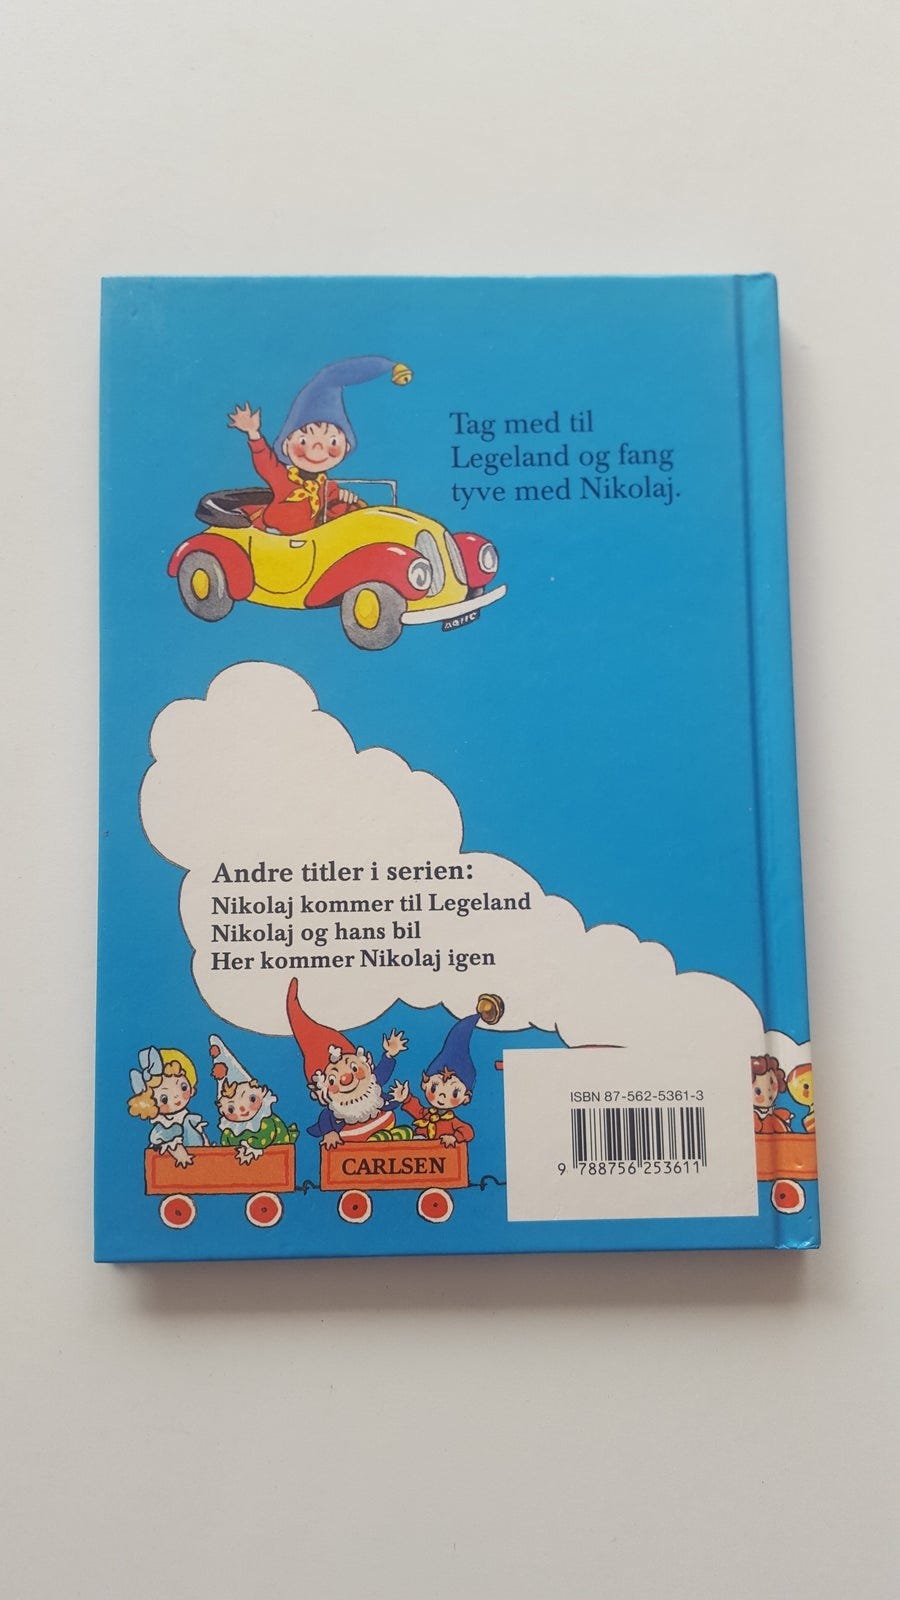 Tag med til
Legeland og fang
tyve med Nikolaj.
Andre titler i serien:
Nikolaj kommer til Legeland
Nikolaj og hans bil
Her kommer Nikolaj igen
CARLSEN
ISBN 87-562-5361-3
9 788756 253611